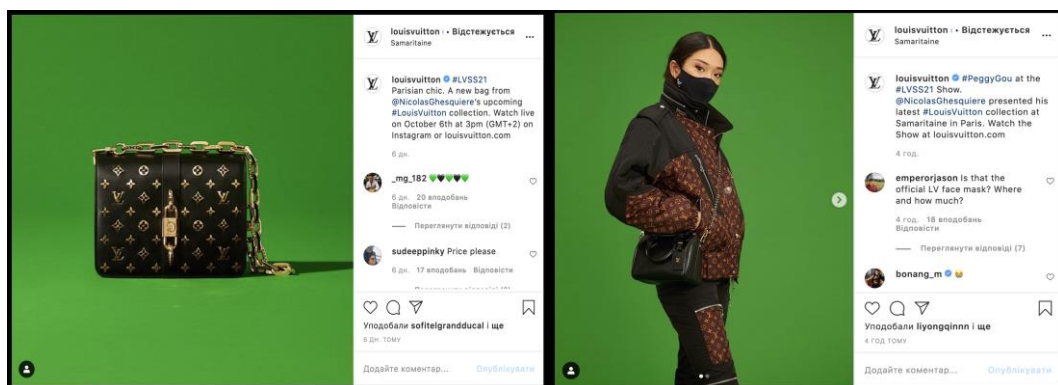 louisvuitton • Відстежується
Samaritaine
louisvuitton #LVSS21
Parisian chic. A new bag from
@NicolasGhesquiere's upcoming
#LouisVuitton collection. Watch live
on October 6th at 3pm (GMT+2) on
Instagram or louisvuitton.com
6 дн.
_mg_182 💚🖤💚🖤💚
6 дн. 20 вподобань
Відповісти
Переглянути відповіді (2)
sudeeppinky Price please
6 дн. 17 вподобань Відповісти
Уподобали sofitelgrandducal і ще
6 ДН. ТОМУ
Додайте коментар... Опублікувати
louisvuitton • Відстежується
Samaritaine
louisvuitton #PeggyGou at the
#LVSS21 Show.
@NicolasGhesquiere presented his
latest #LouisVuitton collection at
Samaritaine in Paris. Watch the
Show at louisvuitton.com
4 год.
emperorjason Is that the
official LV face mask? Where
and how much?
4 год. 18 вподобань
Відповісти
Переглянути відповіді (7)
bonang_m 😂
Уподобали liyongqinnn і ще
4 ГОД ТОМУ
Додайте коментар... Опублікувати